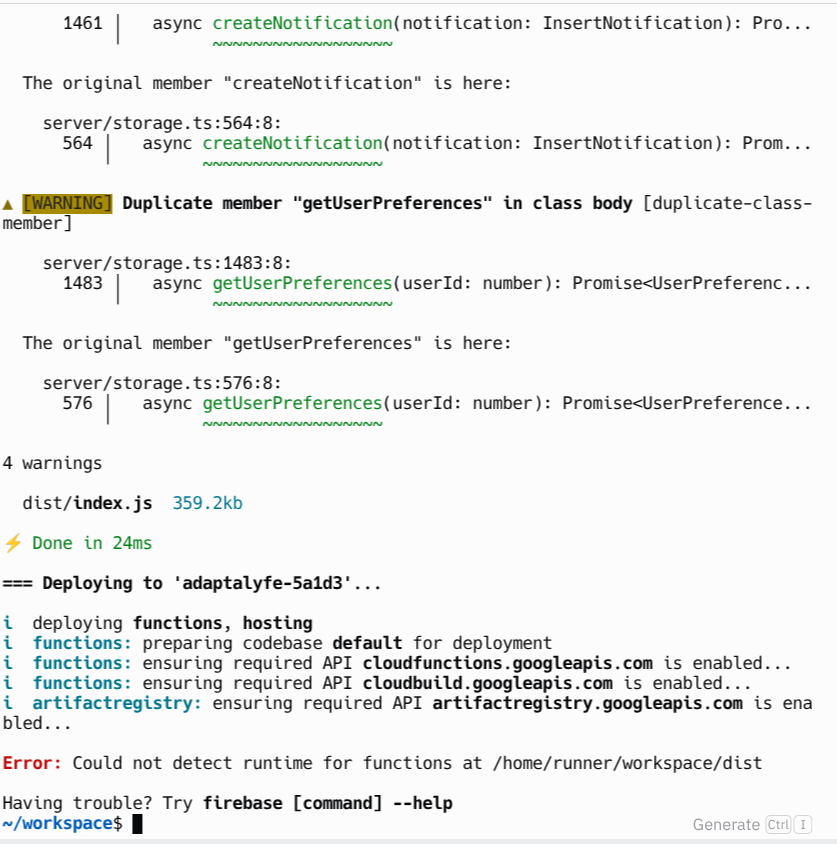 1461 │   async createNotification(notification: InsertNotification): Pro...
~~~~~~~~~~~~~~~~~~
The original member "createNotification" is here:
server/storage.ts:564:8:
564 │   async createNotification(notification: InsertNotification): Prom...
~~~~~~~~~~~~~~~~~~
▲ [WARNING] Duplicate member "getUserPreferences" in class body [duplicate-class-
member]
server/storage.ts:1483:8:
1483 │   async getUserPreferences(userId: number): Promise<UserPreferenc...
~~~~~~~~~~~~~~~~~~
The original member "getUserPreferences" is here:
server/storage.ts:576:8:
576 │   async getUserPreferences(userId: number): Promise<UserPreference...
~~~~~~~~~~~~~~~~~~
4 warnings
dist/index.js  359.2kb
⚡ Done in 24ms
=== Deploying to 'adaptalyfe-5a1d3'...
i  deploying functions, hosting
i  functions: preparing codebase default for deployment
i  functions: ensuring required API cloudfunctions.googleapis.com is enabled...
i  functions: ensuring required API cloudbuild.googleapis.com is enabled...
i  artifactregistry: ensuring required API artifactregistry.googleapis.com is ena
bled...
Error: Could not detect runtime for functions at /home/runner/workspace/dist
Having trouble? Try firebase [command] --help
~/workspace$
Generate Ctrl I